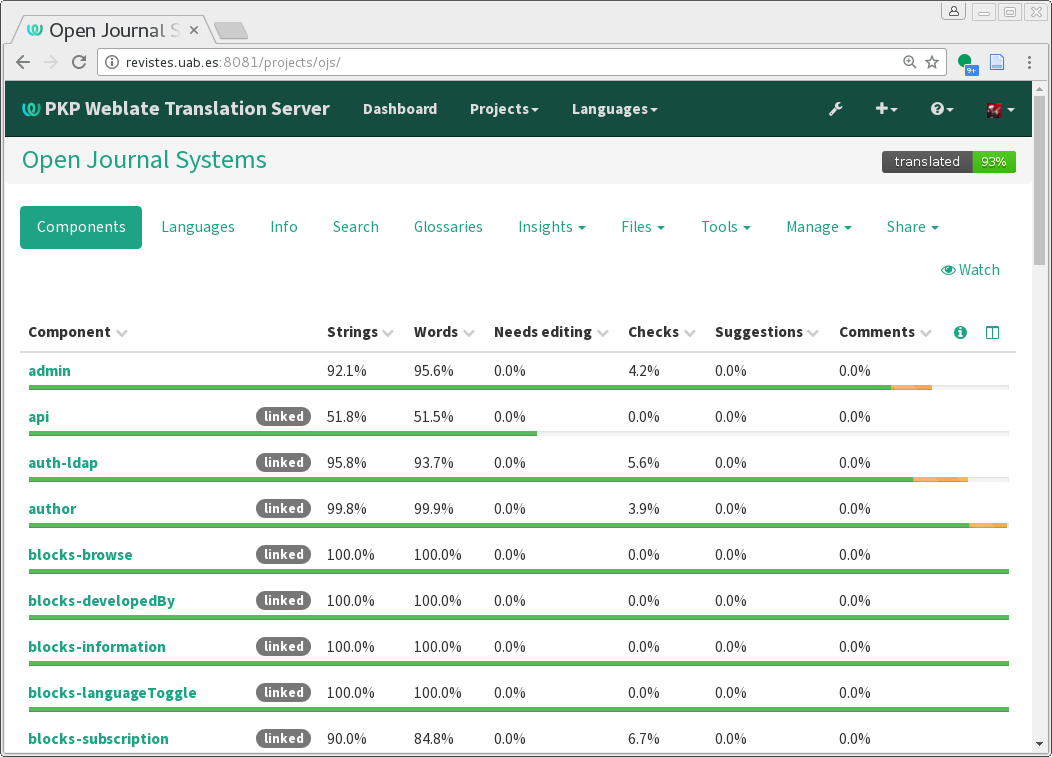 Open Journal S
revistes.uab.es:8081/projects/ojs/
9+
PKP Weblate Translation Server Dashboard Projects Languages
Open Journal Systems translated 93%
Components Languages Info Search Glossaries Insights Files Tools Manage Share
Watch
Component Strings Words Needs editing Checks Suggestions Comments
admin 92.1% 95.6% 0.0% 4.2% 0.0% 0.0%
api linked 51.8% 51.5% 0.0% 0.0% 0.0% 0.0%
auth-ldap linked 95.8% 93.7% 0.0% 5.6% 0.0% 0.0%
author linked 99.8% 99.9% 0.0% 3.9% 0.0% 0.0%
blocks-browse linked 100.0% 100.0% 0.0% 0.0% 0.0% 0.0%
blocks-developedBy linked 100.0% 100.0% 0.0% 0.0% 0.0% 0.0%
blocks-information linked 100.0% 100.0% 0.0% 0.0% 0.0% 0.0%
blocks-languageToggle linked 100.0% 100.0% 0.0% 0.0% 0.0% 0.0%
blocks-subscription linked 90.0% 84.8% 0.0% 6.7% 0.0% 0.0%